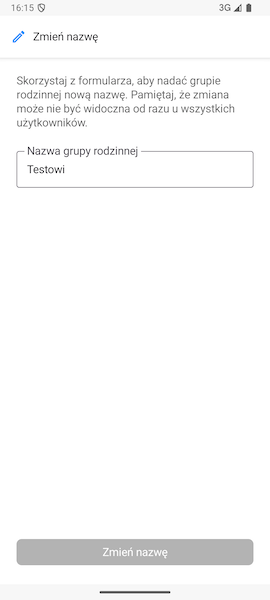 16:15 3G
Zmień nazwę
Skorzystaj z formularza, aby nadać grupie
rodzinnej nową nazwę. Pamiętaj, że zmiana
może nie być widoczna od razu u wszystkich
użytkowników.
Nazwa grupy rodzinnej
Testowi
Zmień nazwę